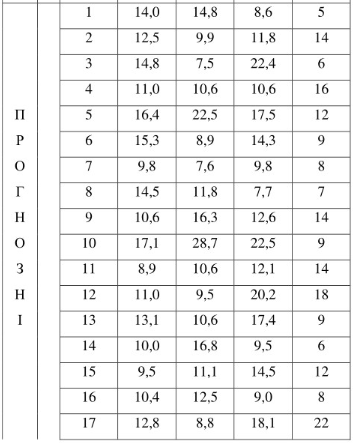 1 14,0 14,8 8,6 5
2 12,5 9,9 11,8 14
3 14,8 7,5 22,4 6
4 11,0 10,6 10,6 16
П 5 16,4 22,5 17,5 12
Р 6 15,3 8,9 14,3 9
О 7 9,8 7,6 9,8 8
Г 8 14,5 11,8 7,7 7
Н 9 10,6 16,3 12,6 14
О 10 17,1 28,7 22,5 9
З 11 8,9 10,6 12,1 14
Н 12 11,0 9,5 20,2 18
І 13 13,1 10,6 17,4 9
14 10,0 16,8 9,5 6
15 9,5 11,1 14,5 12
16 10,4 12,5 9,0 8
17 12,8 8,8 18,1 22